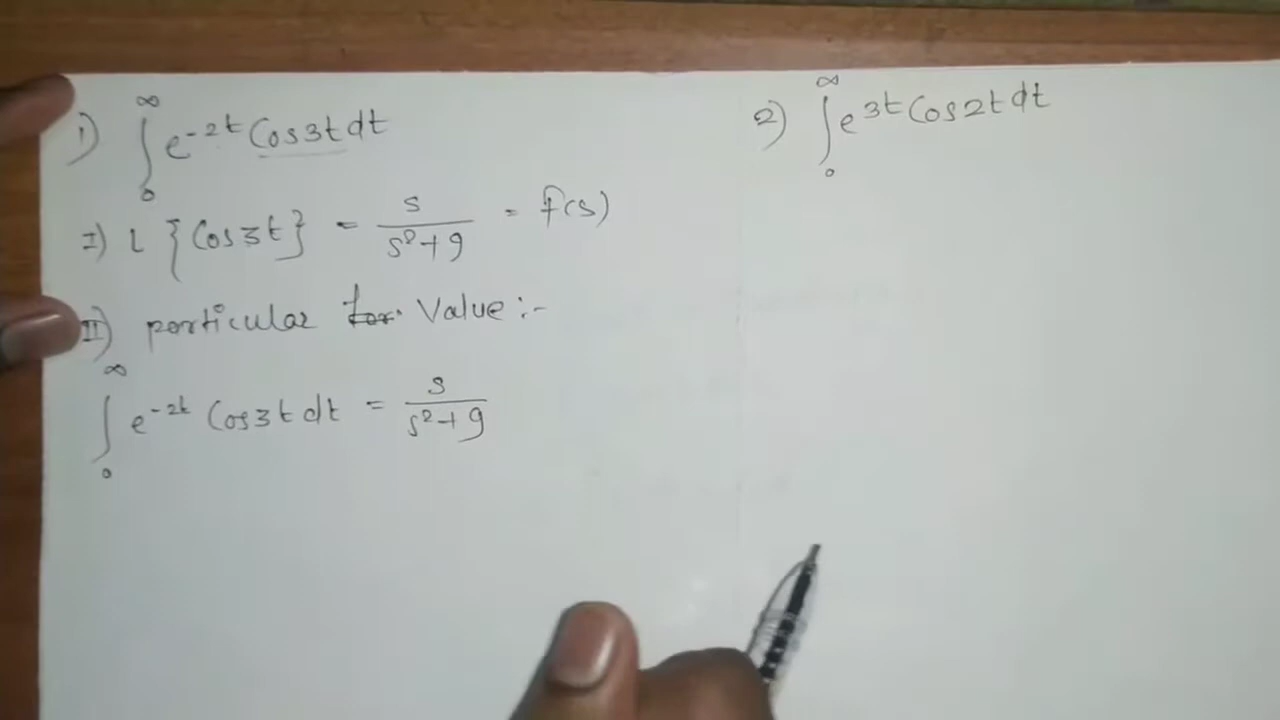 1) ∫₀^∞ e^-2t Cos3t dt
I) L {Cos3t} = s/(s²+9) = f(s)
II) particular for Value :-
∫₀^∞ e^-2t Cos3t dt = s/(s²+9)
2) ∫₀^∞ e^3t Cos2t dt